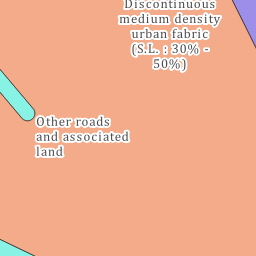 Discontinuous
medium density
urban fabric
(S.L. : 30% -
50%)
Other roads
and associated
land